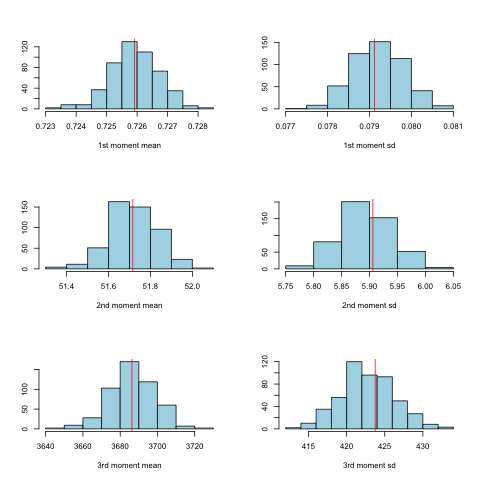 0 40 80 120
0.723 0.724 0.725 0.726 0.727 0.728
1st moment mean
0 50 100 150
0.077 0.078 0.079 0.080 0.081
1st moment sd
0 50 100 150
51.4 51.6 51.8 52.0
2nd moment mean
0 50 150
5.75 5.80 5.85 5.90 5.95 6.00 6.05
2nd moment sd
0 50 100
3640 3660 3680 3700 3720
3rd moment mean
0 40 80 120
415 420 425 430
3rd moment sd